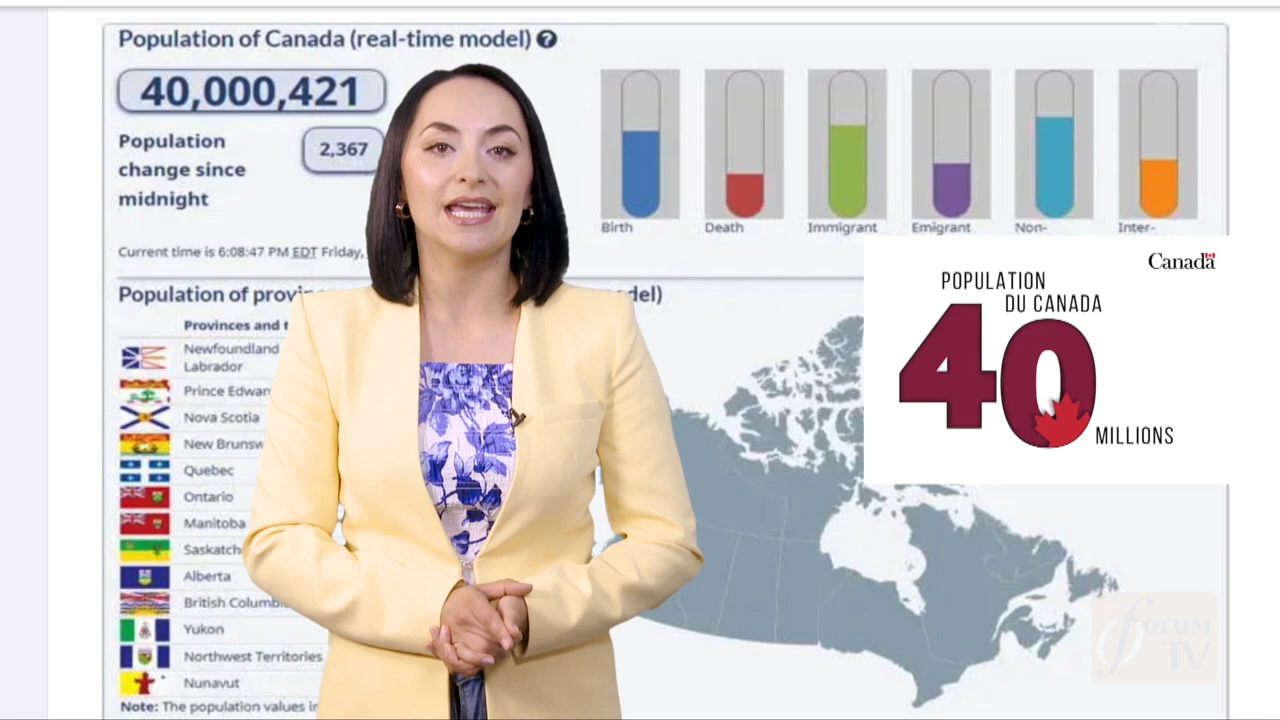 Population of Canada (real-time model) ?
40,000,421
Population
change since
midnight
2,367
Current time is 6:08:47 PM EDT Friday,
Birth
Death
Immigrant
Emigrant
Non-
Inter-
Canada
POPULATION
DU CANADA
40
MILLIONS
Population of provin
del)
Provinces and t
Newfoundland
Labrador
Prince Edwar
Nova Scotia
New Brunsw
Quebec
Ontario
Manitoba
Saskatch
Alberta
British Columbi
Yukon
Northwest Territories
Nunavut
Note: The population values in
forum
TV